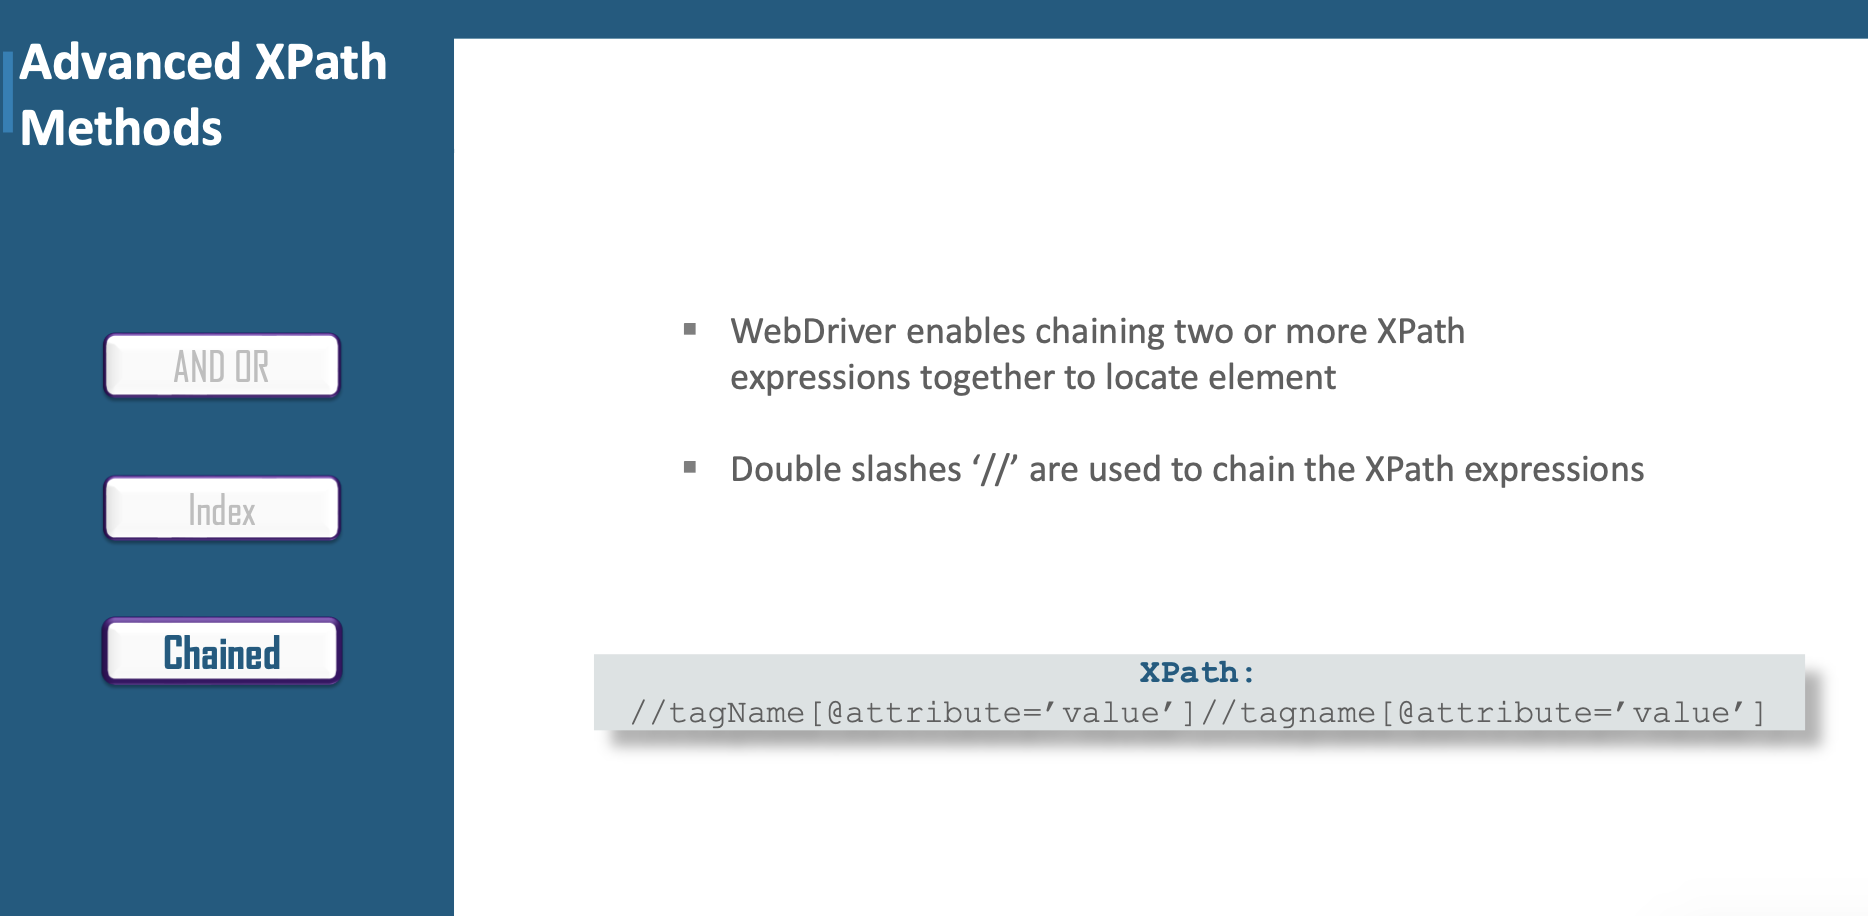 Advanced XPath
Methods
AND OR
Index
Chained
▪ WebDriver enables chaining two or more XPath
expressions together to locate element
▪ Double slashes ‘//’ are used to chain the XPath expressions
XPath:
//tagName[@attribute=’value’]//tagname[@attribute=’value’]